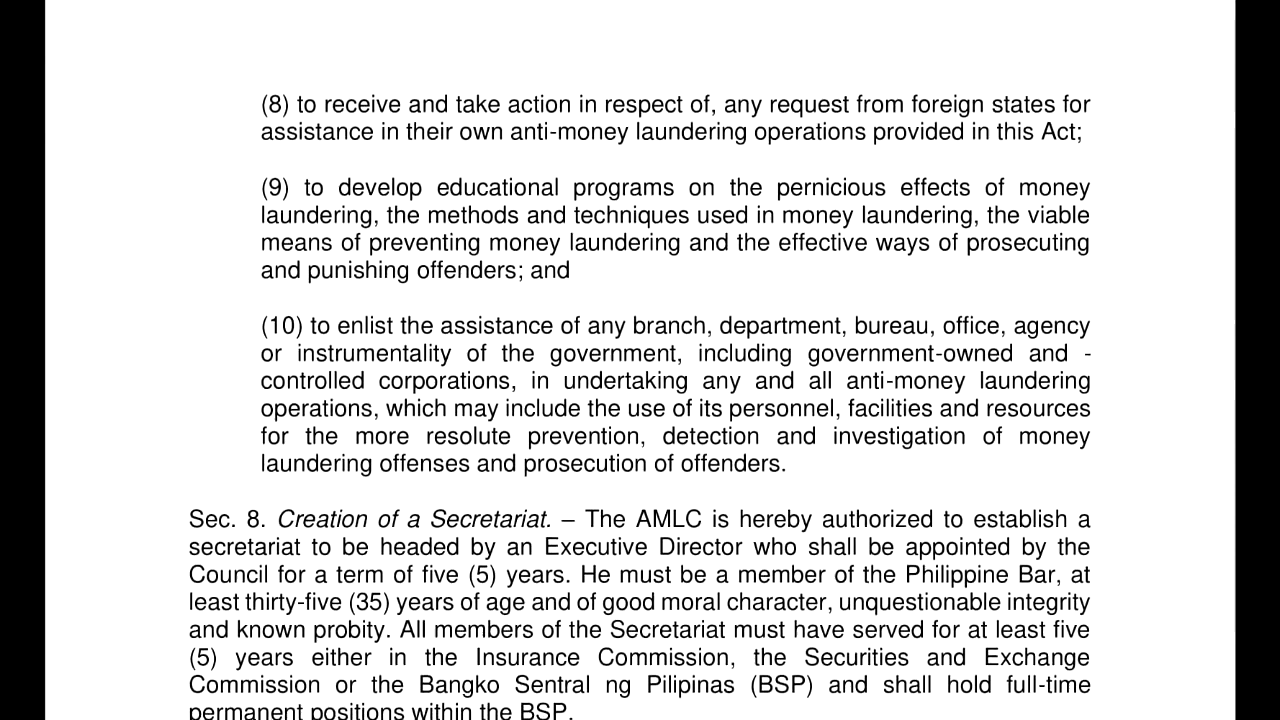 (8) to receive and take action in respect of, any request from foreign states for
assistance in their own anti-money laundering operations provided in this Act;
(9) to develop educational programs on the pernicious effects of money
laundering, the methods and techniques used in money laundering, the viable
means of preventing money laundering and the effective ways of prosecuting
and punishing offenders; and
(10) to enlist the assistance of any branch, department, bureau, office, agency
or instrumentality of the government, including government-owned and -
controlled corporations, in undertaking any and all anti-money laundering
operations, which may include the use of its personnel, facilities and resources
for the more resolute prevention, detection and investigation of money
laundering offenses and prosecution of offenders.
Sec. 8. Creation of a Secretariat. – The AMLC is hereby authorized to establish a
secretariat to be headed by an Executive Director who shall be appointed by the
Council for a term of five (5) years. He must be a member of the Philippine Bar, at
least thirty-five (35) years of age and of good moral character, unquestionable integrity
and known probity. All members of the Secretariat must have served for at least five
(5) years either in the Insurance Commission, the Securities and Exchange
Commission or the Bangko Sentral ng Pilipinas (BSP) and shall hold full-time
permanent positions within the BSP.